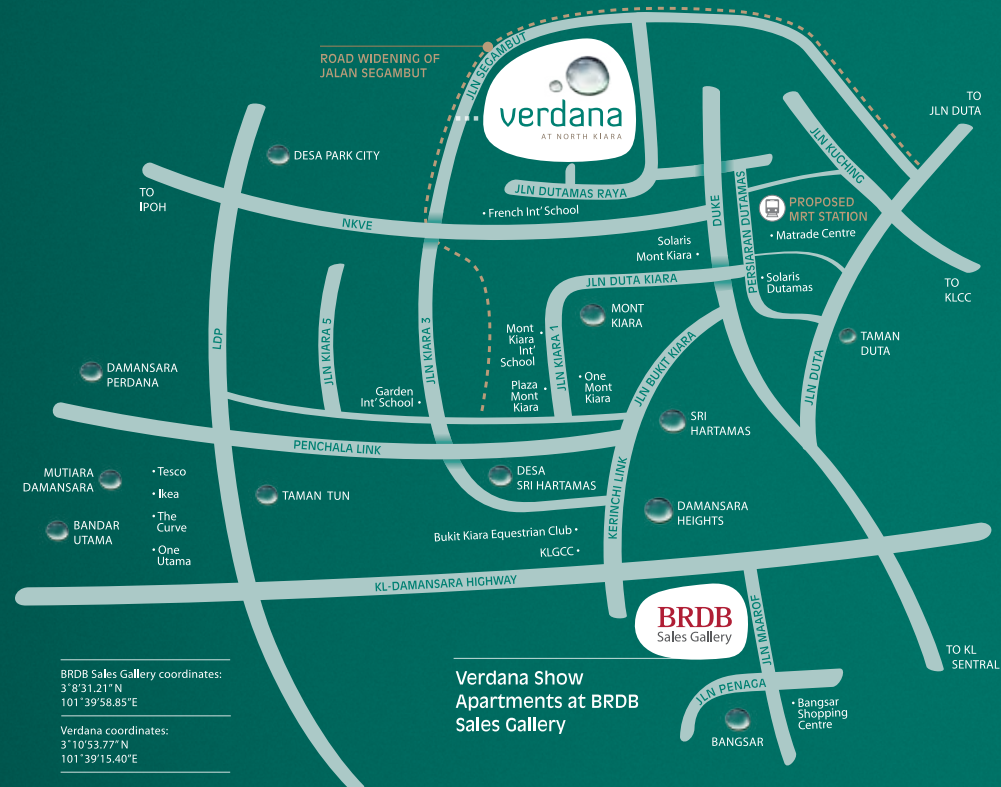 ROAD WIDENING OF
JALAN SEGAMBUT
JLN SEGAMBUT
verdana
AT NORTH KIARA
TO
JLN DUTA
JLN KUCHING
DESA PARK CITY
TO
IPOH
JLN DUTAMAS RAYA
• French Int' School
NKVE
DUKE
PERSIARAN DUTAMAS
PROPOSED
MRT STATION
• Matrade Centre
Solaris
Mont Kiara •
JLN DUTA KIARA
• Solaris
Dutamas
TO
KLCC
MONT
KIARA
TAMAN
DUTA
LDP
JLN KIARA 5
JLN KIARA 3
Mont
Kiara
Int'
School
JLN KIARA 1
JLN BUKIT KIARA
JLN DUTA
DAMANSARA
PERDANA
Garden
Int' School •
Plaza
Mont
Kiara
• One
Mont
Kiara
SRI
HARTAMAS
PENCHALA LINK
MUTIARA
DAMANSARA
• Tesco
• Ikea
• The
Curve
• One
Utama
BANDAR
UTAMA
TAMAN TUN
DESA
SRI HARTAMAS
KERINCHI LINK
DAMANSARA
HEIGHTS
Bukit Kiara Equestrian Club •
KLGCC •
KL-DAMANSARA HIGHWAY
BRDB
Sales Gallery
JLN MAAROF
TO KL
SENTRAL
JLN PENAGA
• Bangsar
Shopping
Centre
BANGSAR
Verdana Show
Apartments at BRDB
Sales Gallery
BRDB Sales Gallery coordinates:
3˚8'31.21"N
101˚39'58.85"E
Verdana coordinates:
3˚10'53.77"N
101˚39'15.40"E